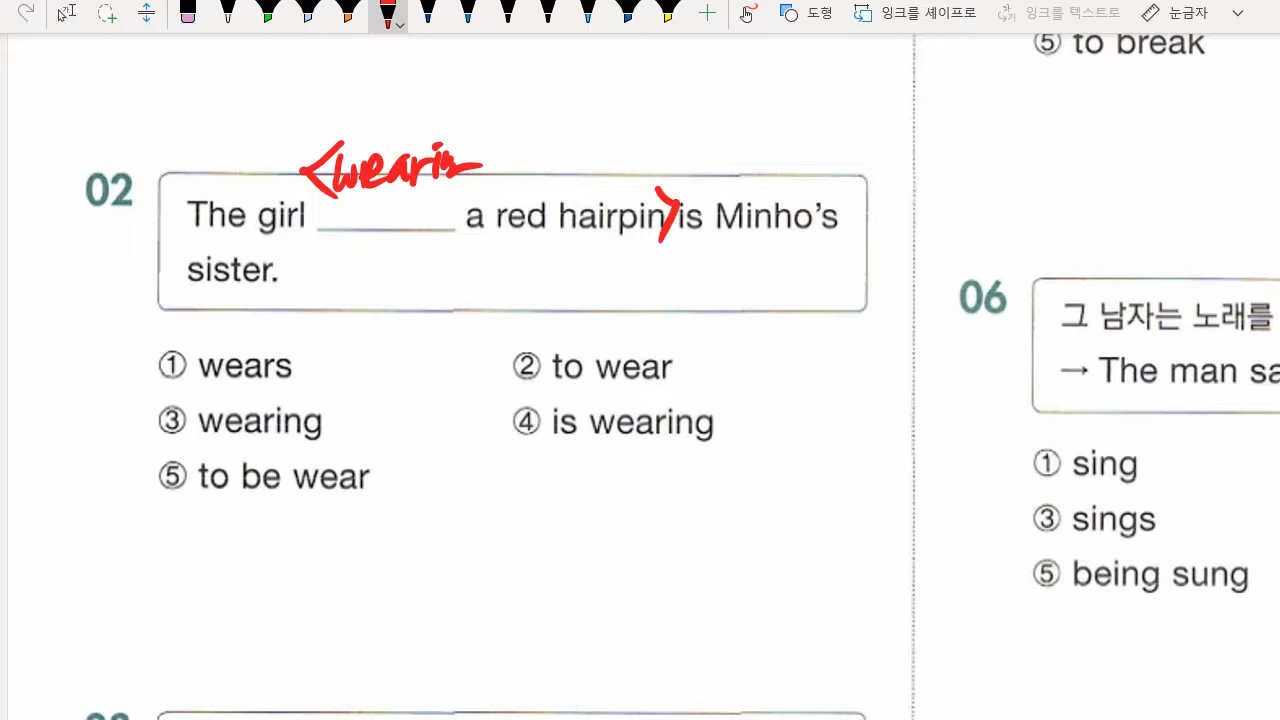 도형
잉크를 셰이프로
잉크를 텍스트로
눈금자
⑤ to break
02
The girl ________ a red hairpin is Minho's
sister.
① wears
② to wear
③ wearing
④ is wearing
⑤ to be wear
06
그 남자는 노래를
→ The man sa
① sing
③ sings
⑤ being sung